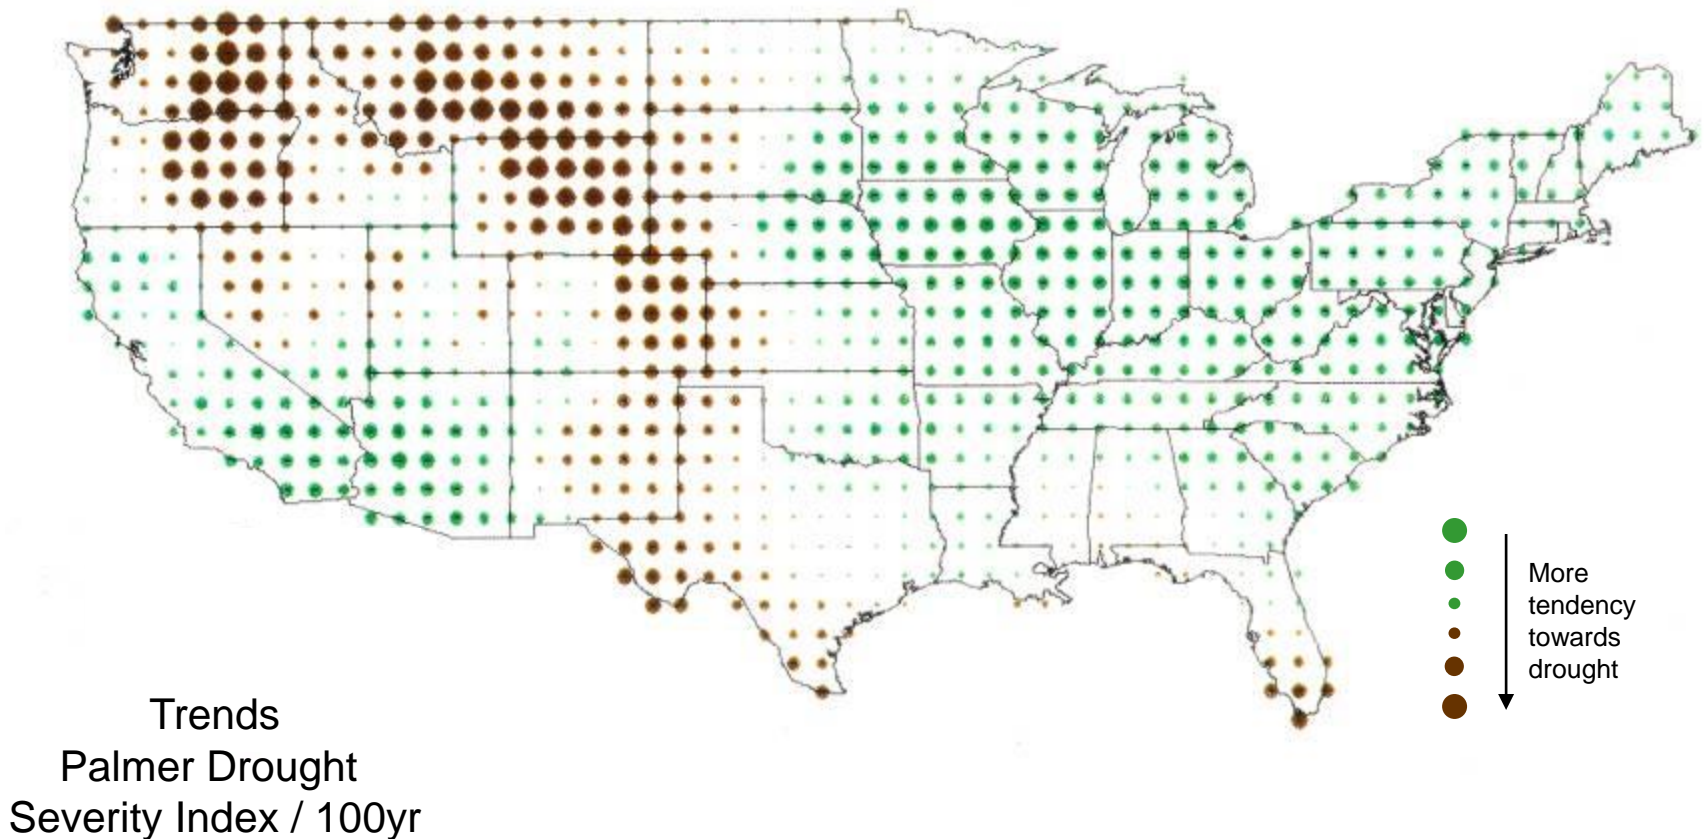 More
tendency
towards
drought
Trends
Palmer Drought
Severity Index / 100yr